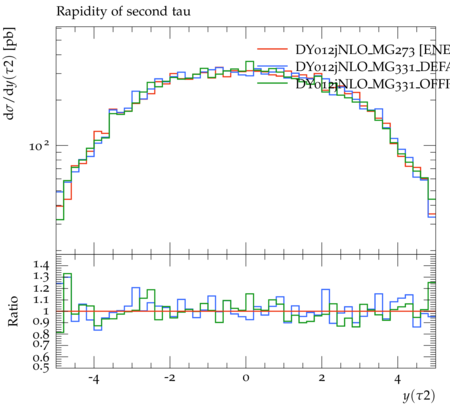 Rapidity of second tau
dσ/dy(τ2) [pb]
DY012jNLO_MG273 [ENE
DY012jNLO_MG331_DEFA
DY012jNLO_MG331_OFFI
10²
Ratio
1.4
1.3
1.2
1.1
1
0.9
0.8
0.7
0.6
0.5
-4 -2 0 2 4
y(τ2)